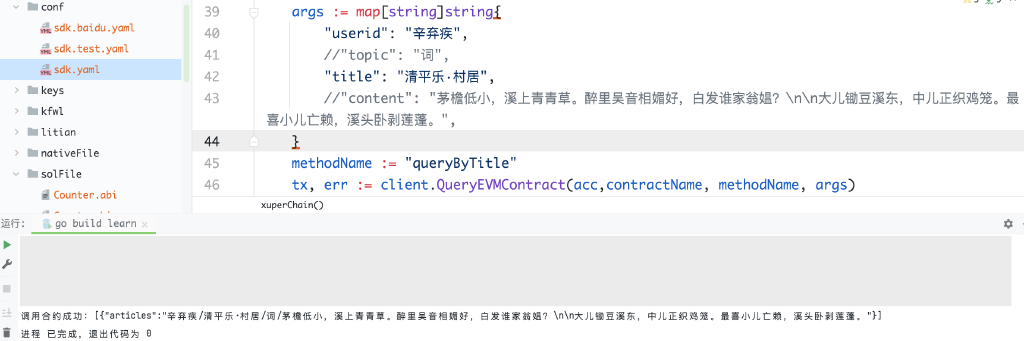 conf
sdk.baidu.yaml
sdk.test.yaml
sdk.yaml
keys
kfwl
litian
nativeFile
solFile
Counter.abi
39 args := map[string]string{
40 "userid": "辛弃疾",
41 //"topic": "词",
42 "title": "清平乐·村居",
43 //"content": "茅檐低小，溪上青青草。醉里吴音相媚好，白发谁家翁媪？\n\n大儿锄豆溪东，中儿正织鸡笼。最
喜小儿亡赖，溪头卧剥莲蓬。",
44 }
45 methodName := "queryByTitle"
46 tx, err := client.QueryEVMContract(acc,contractName, methodName, args)
xuperChain()
运行: go build learn
调用合约成功: [{"articles":"辛弃疾/清平乐·村居/词/茅檐低小，溪上青青草。醉里吴音相媚好，白发谁家翁媪？\n\n大儿锄豆溪东，中儿正织鸡笼。最喜小儿亡赖，溪头卧剥莲蓬。"}]
进程 已完成，退出代码为 0